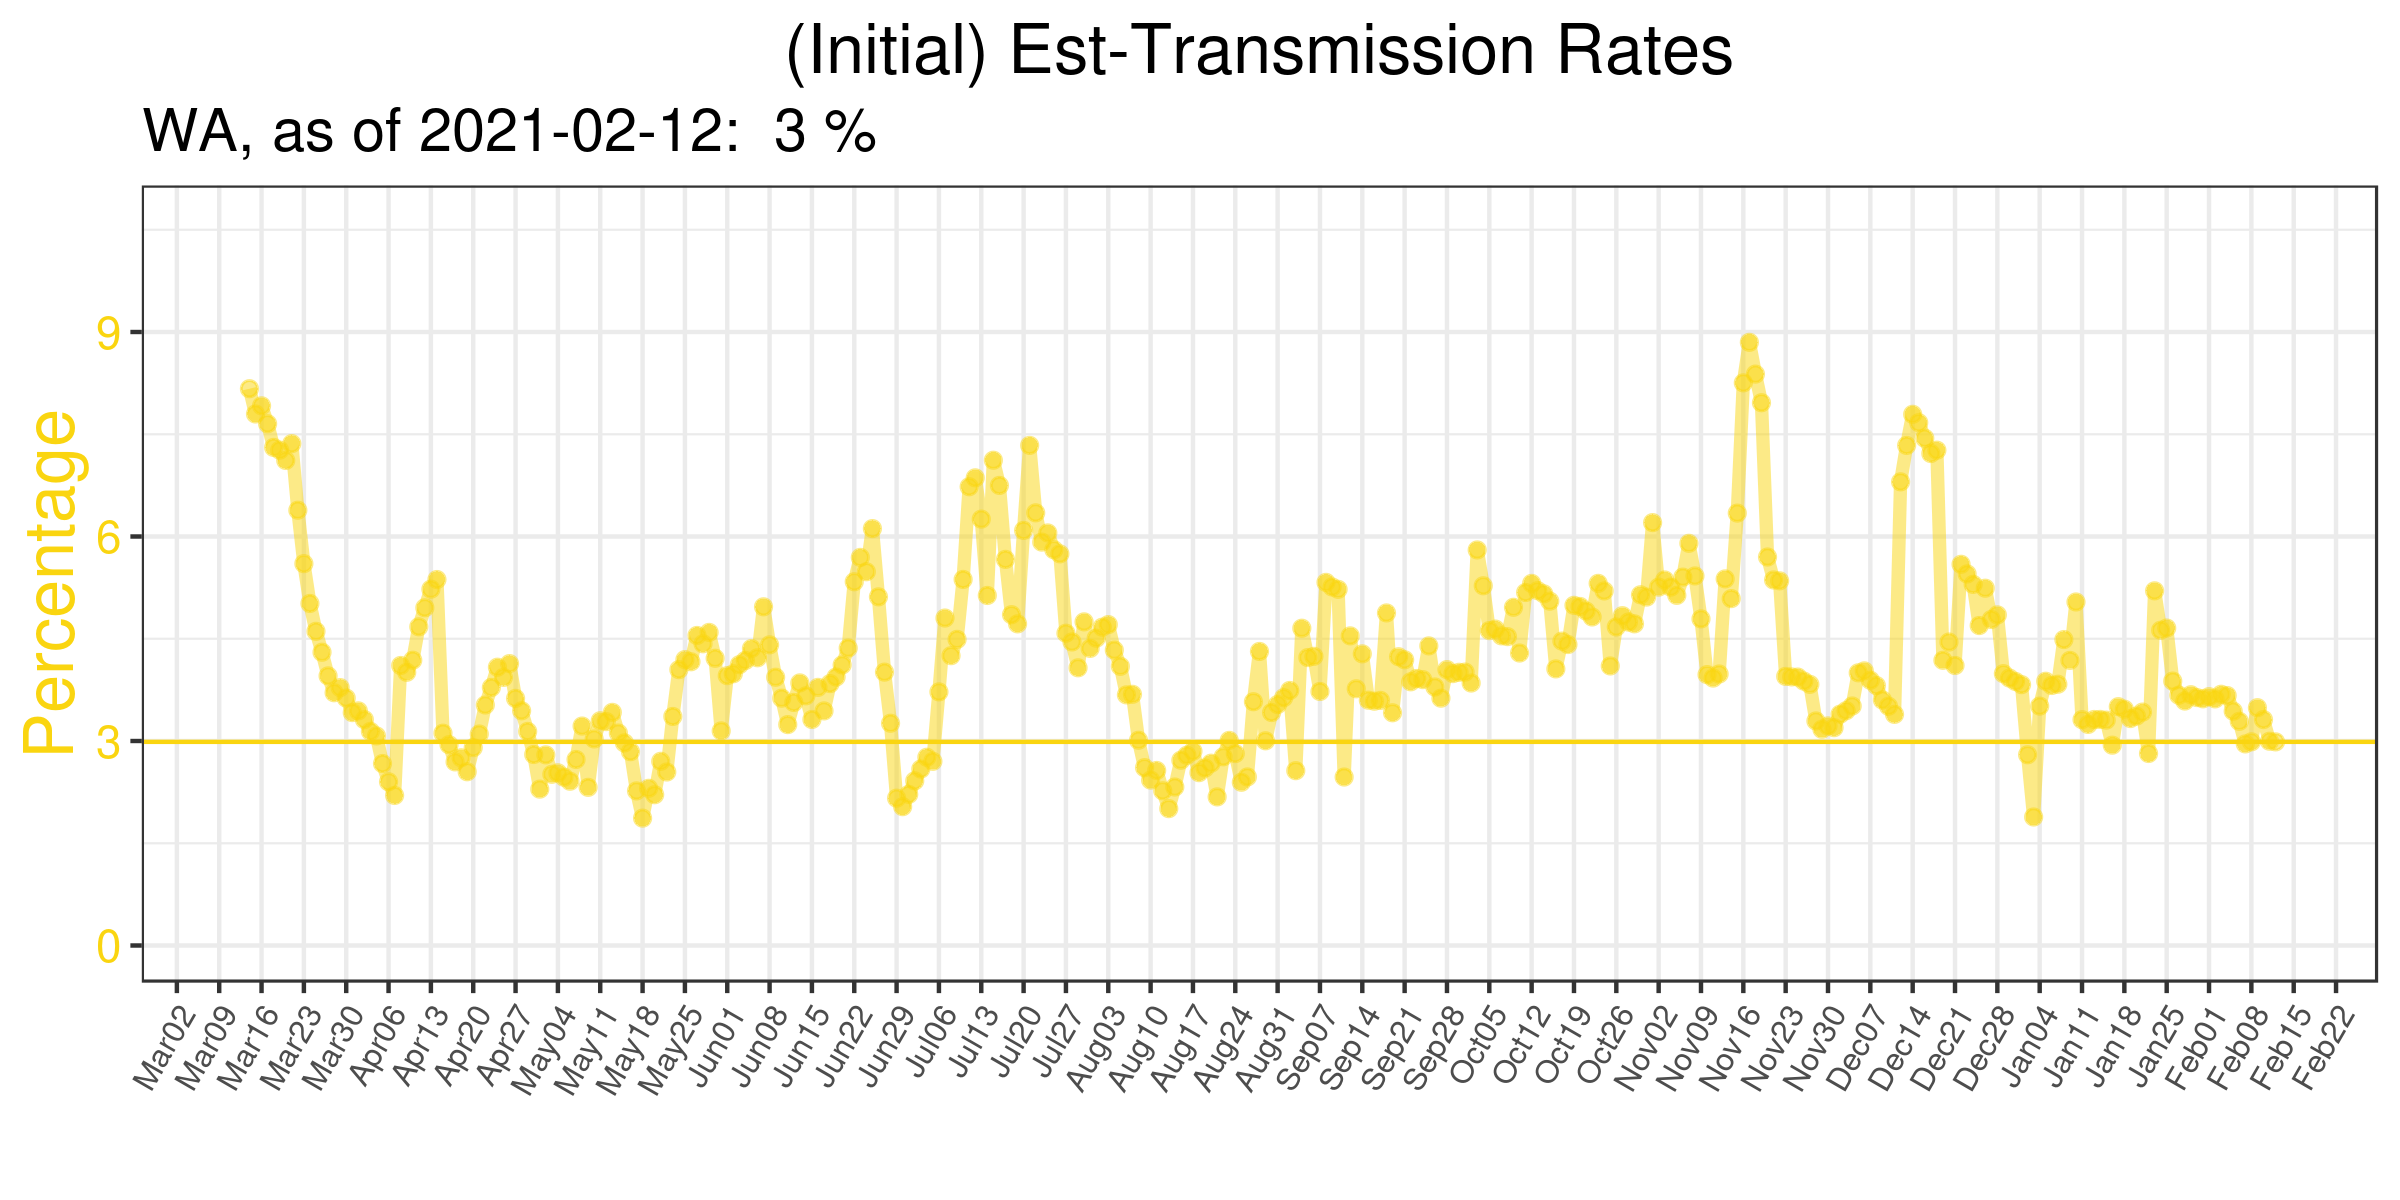 (Initial) Est-Transmission Rates
WA, as of 2021-02-12:  3 %
Percentage
9
6
3
0
Mar02 Mar09 Mar16 Mar23 Mar30 Apr06 Apr13 Apr20 Apr27 May04 May11 May18 May25 Jun01 Jun08 Jun15 Jun22 Jun29 Jul06 Jul13 Jul20 Jul27 Aug03 Aug10 Aug17 Aug24 Aug31 Sep07 Sep14 Sep21 Sep28 Oct05 Oct12 Oct19 Oct26 Nov02 Nov09 Nov16 Nov23 Nov30 Dec07 Dec14 Dec21 Dec28 Jan04 Jan11 Jan18 Jan25 Feb01 Feb08 Feb15 Feb22